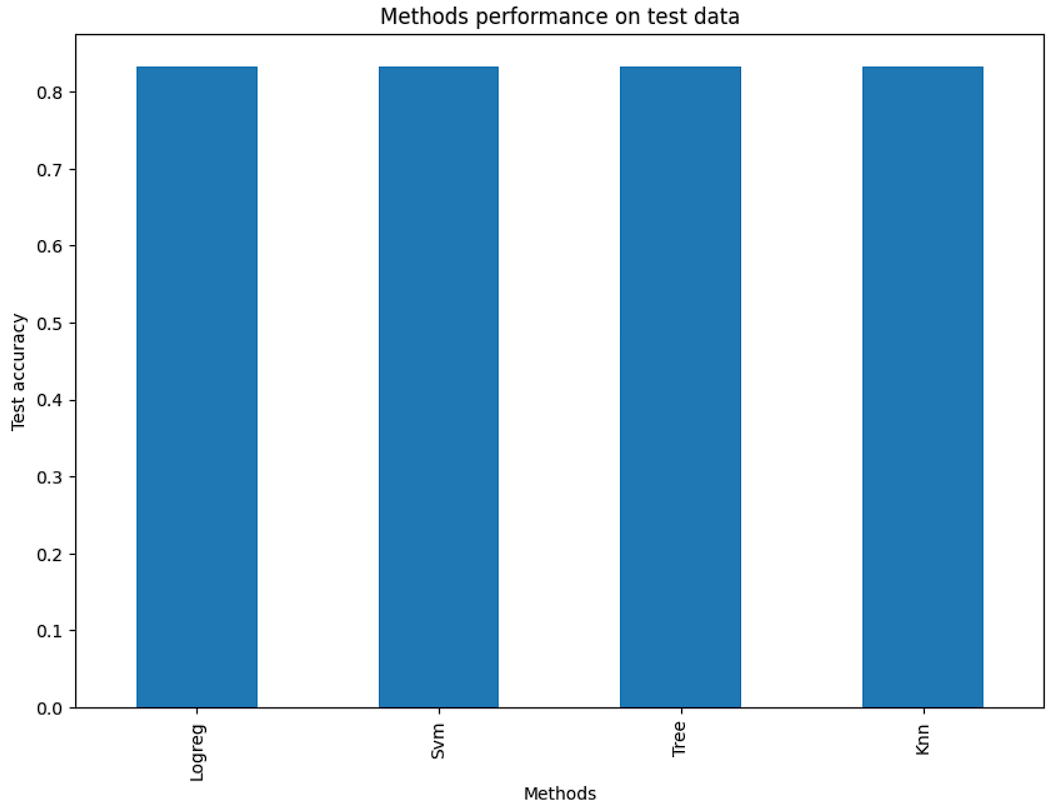 Methods performance on test data
Test accuracy
0.8
0.7
0.6
0.5
0.4
0.3
0.2
0.1
0.0
Logreg
Svm
Tree
Knn
Methods